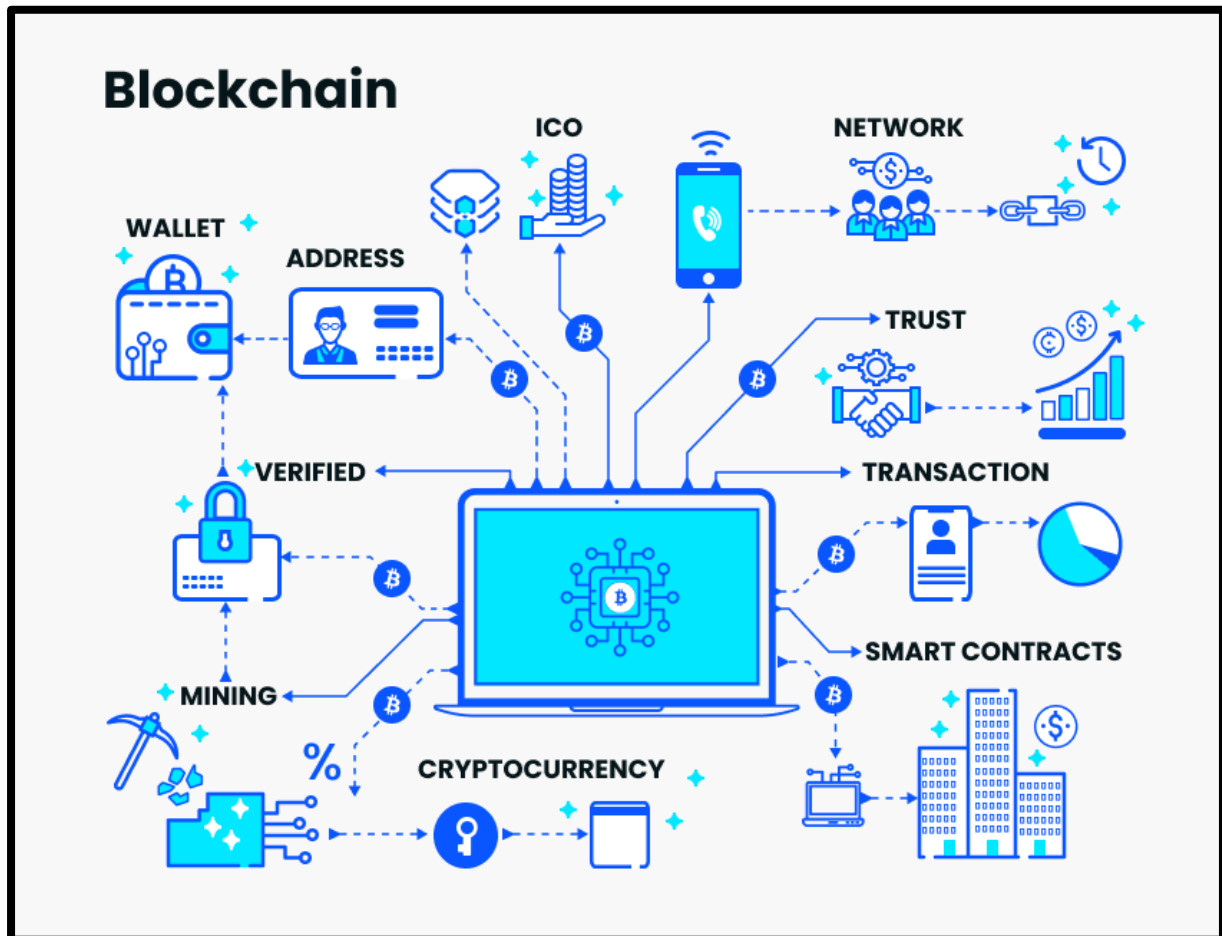 Blockchain
ICO
NETWORK
WALLET
ADDRESS
TRUST
VERIFIED
TRANSACTION
SMART CONTRACTS
MINING
%
CRYPTOCURRENCY